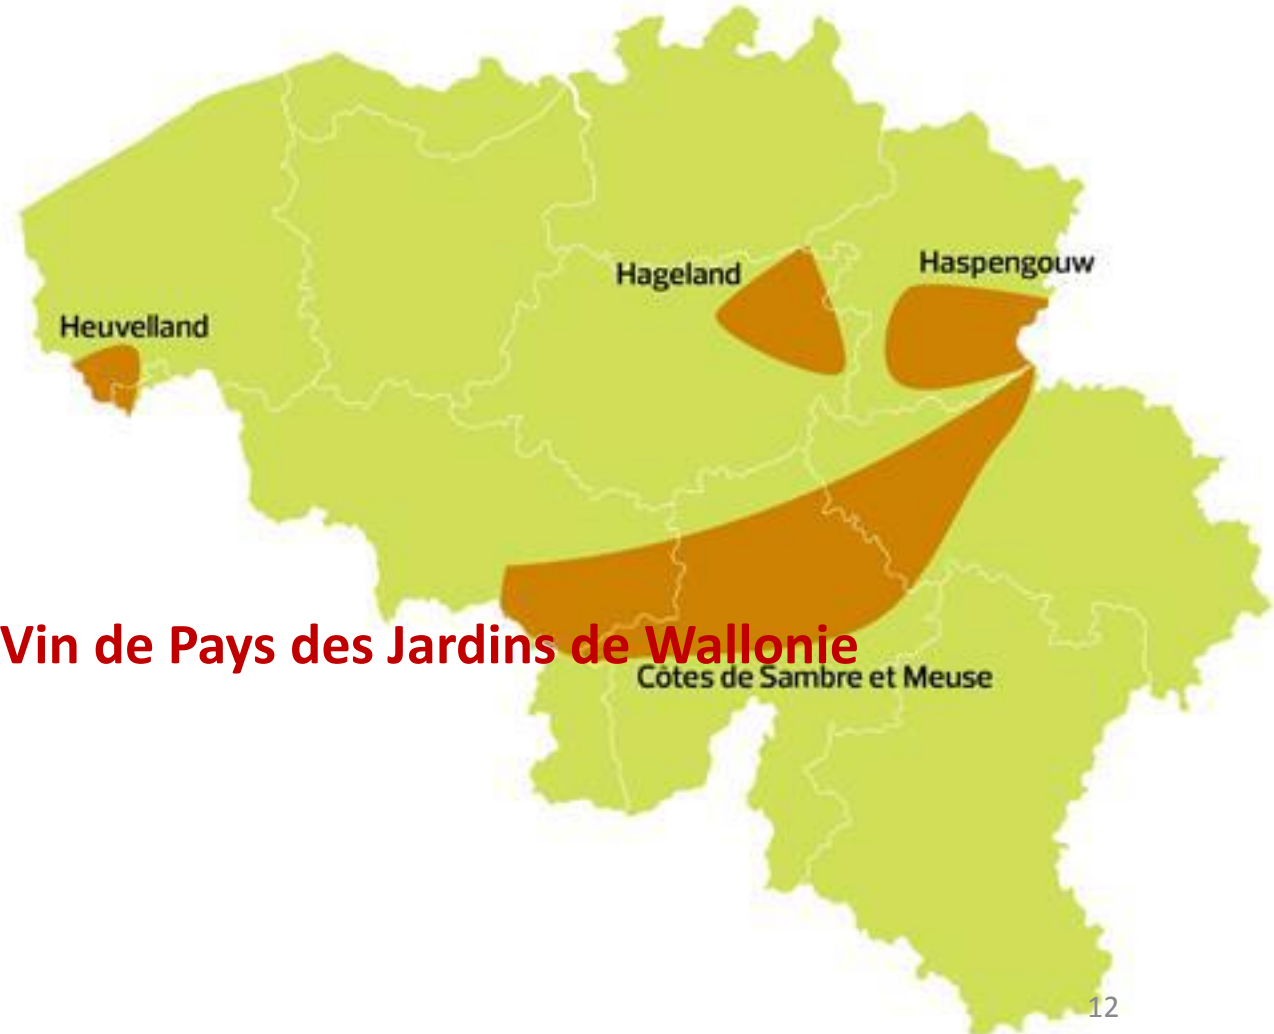 Haspengouw
Hageland
Heuvelland
Vin de Pays des Jardins de Wallonie
Côtes de Sambre et Meuse
12